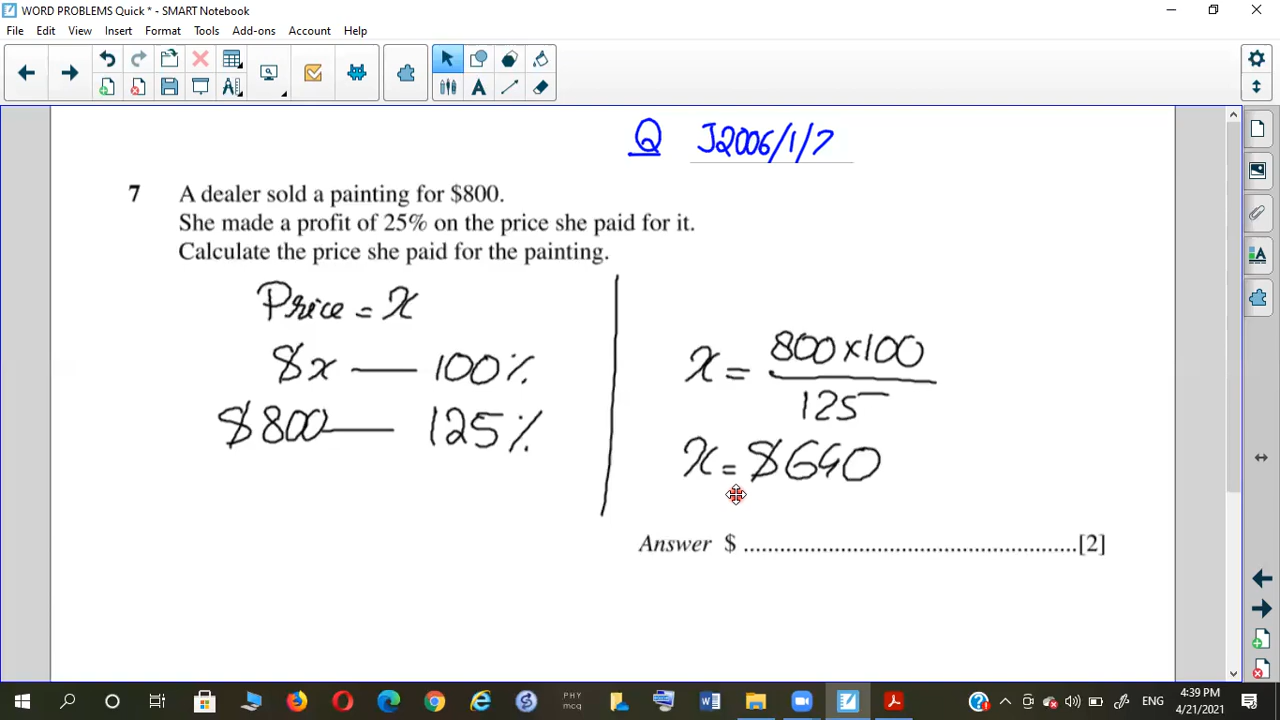 WORD PROBLEMS Quick * - SMART Notebook
File Edit View Insert Format Tools Add-ons Account Help
Q J2006/1/7
7 A dealer sold a painting for $800.
She made a profit of 25% on the price she paid for it.
Calculate the price she paid for the painting.
Price = x
$x — 100%
$800 — 125%
x = 800x100
125
x = $640
Answer $ ........................................................[2]
PHY
mcq
ENG
4:39 PM
4/21/2021